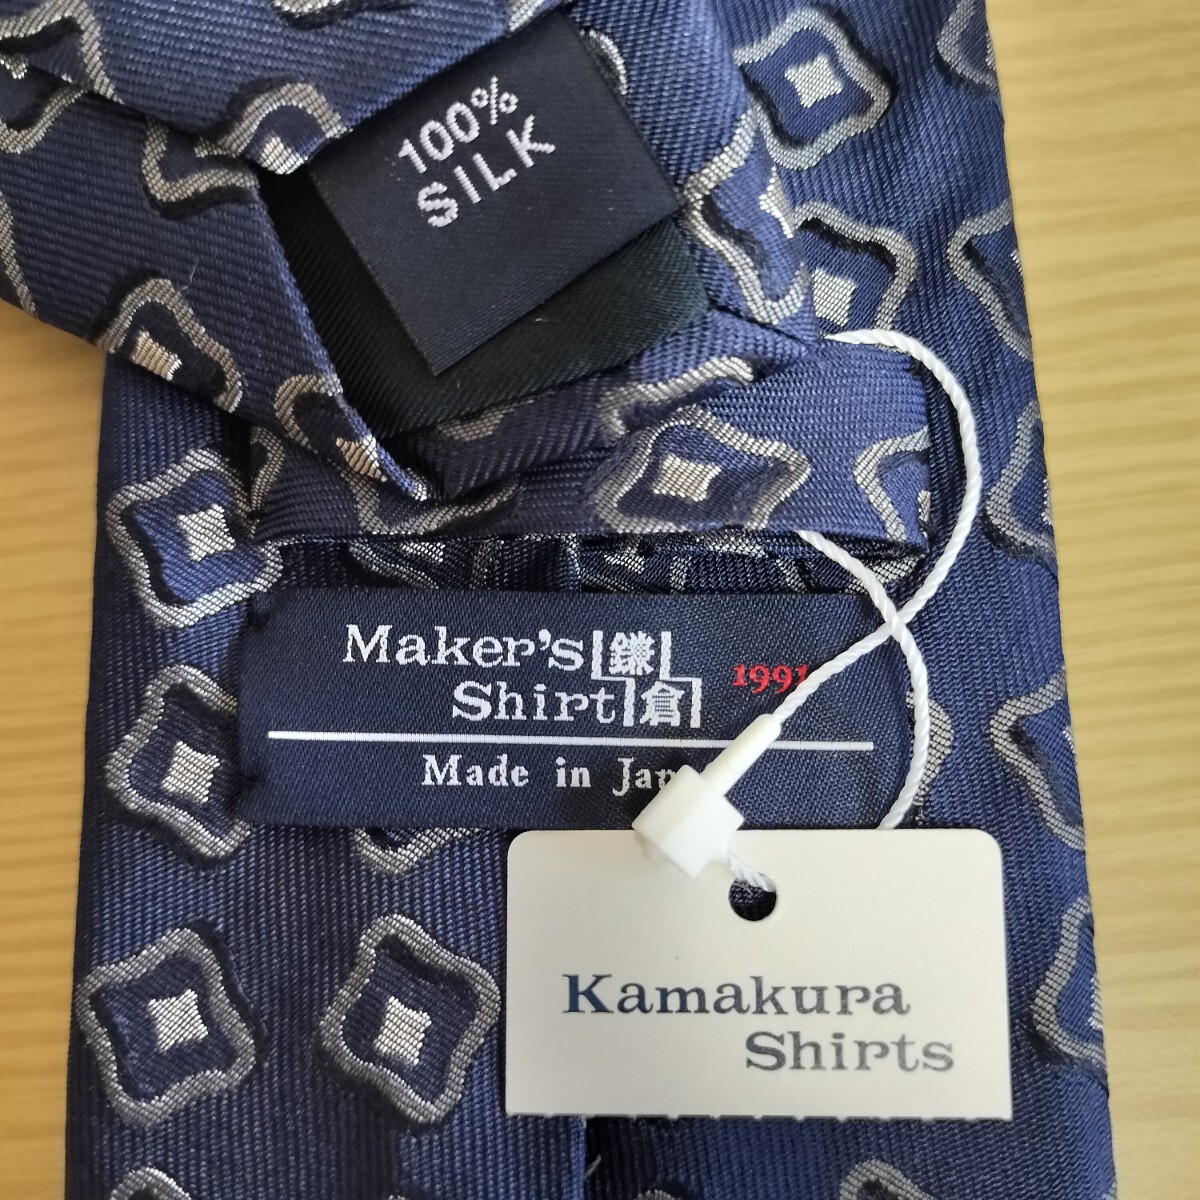 100%
SILK
Maker's 鎌 1991
Shirt 倉
Made in
Kamakura
Shirts